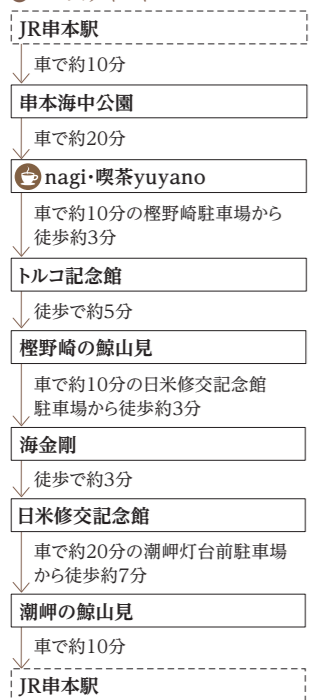 JR串本駅
車で約10分
串本海中公園
車で約20分
nagi・喫茶yuyano
車で約10分の樫野崎駐車場から
徒歩約3分
トルコ記念館
徒歩で約5分
樫野崎の鯨山見
車で約10分の日米修交記念館
駐車場から徒歩約3分
海金剛
徒歩で約3分
日米修交記念館
車で約20分の潮岬灯台前駐車場
から徒歩約7分
潮岬の鯨山見
車で約10分
JR串本駅